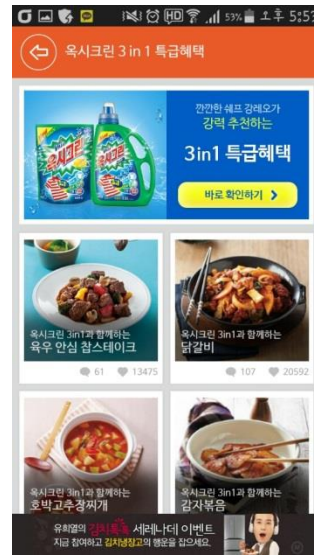 HD 53% 오후 5:53
옥시크린 3 in 1 특급혜택
깐깐한 쉐프 강레오가
강력 추천하는
3in1 특급혜택
바로 확인하기 >
옥시크린
옥시크린 3in1과 함께하는
육우 안심 찹스테이크
61 13475
옥시크린 3in1과 함께하는
닭갈비
107 20592
옥시크린 3in1과 함께하는
호박고추장찌개
옥시크린 3in1과 함께하는
감자볶음
유희열의 김치톡톡 세레나데 이벤트
지금 참여하고 김치냉장고의 행운을 잡으세요.